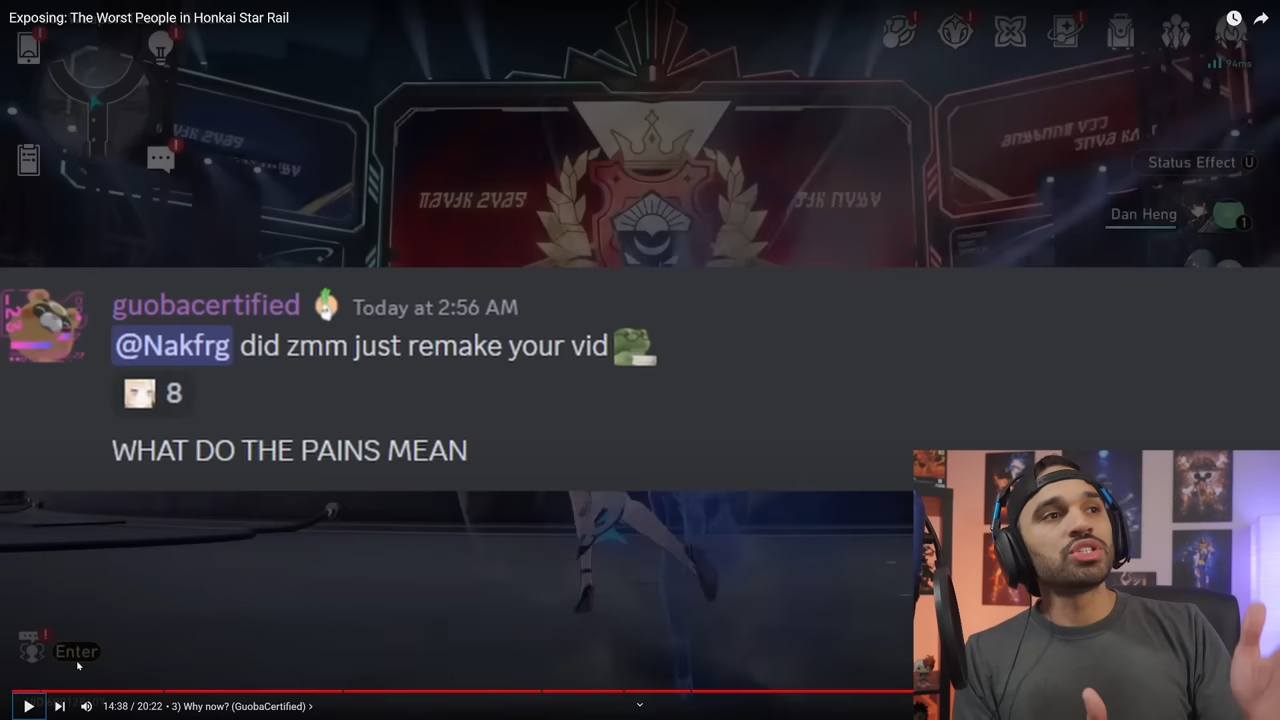 Exposing: The Worst People in Honkai Star Rail
94ms
Status Effect U
Dan Heng
1
guobacertified Today at 2:56 AM
@Nakfrg did zmm just remake your vid
8
WHAT DO THE PAINS MEAN
Enter
14:38 / 20:22 • 3) Why now? (GuobaCertified) ›